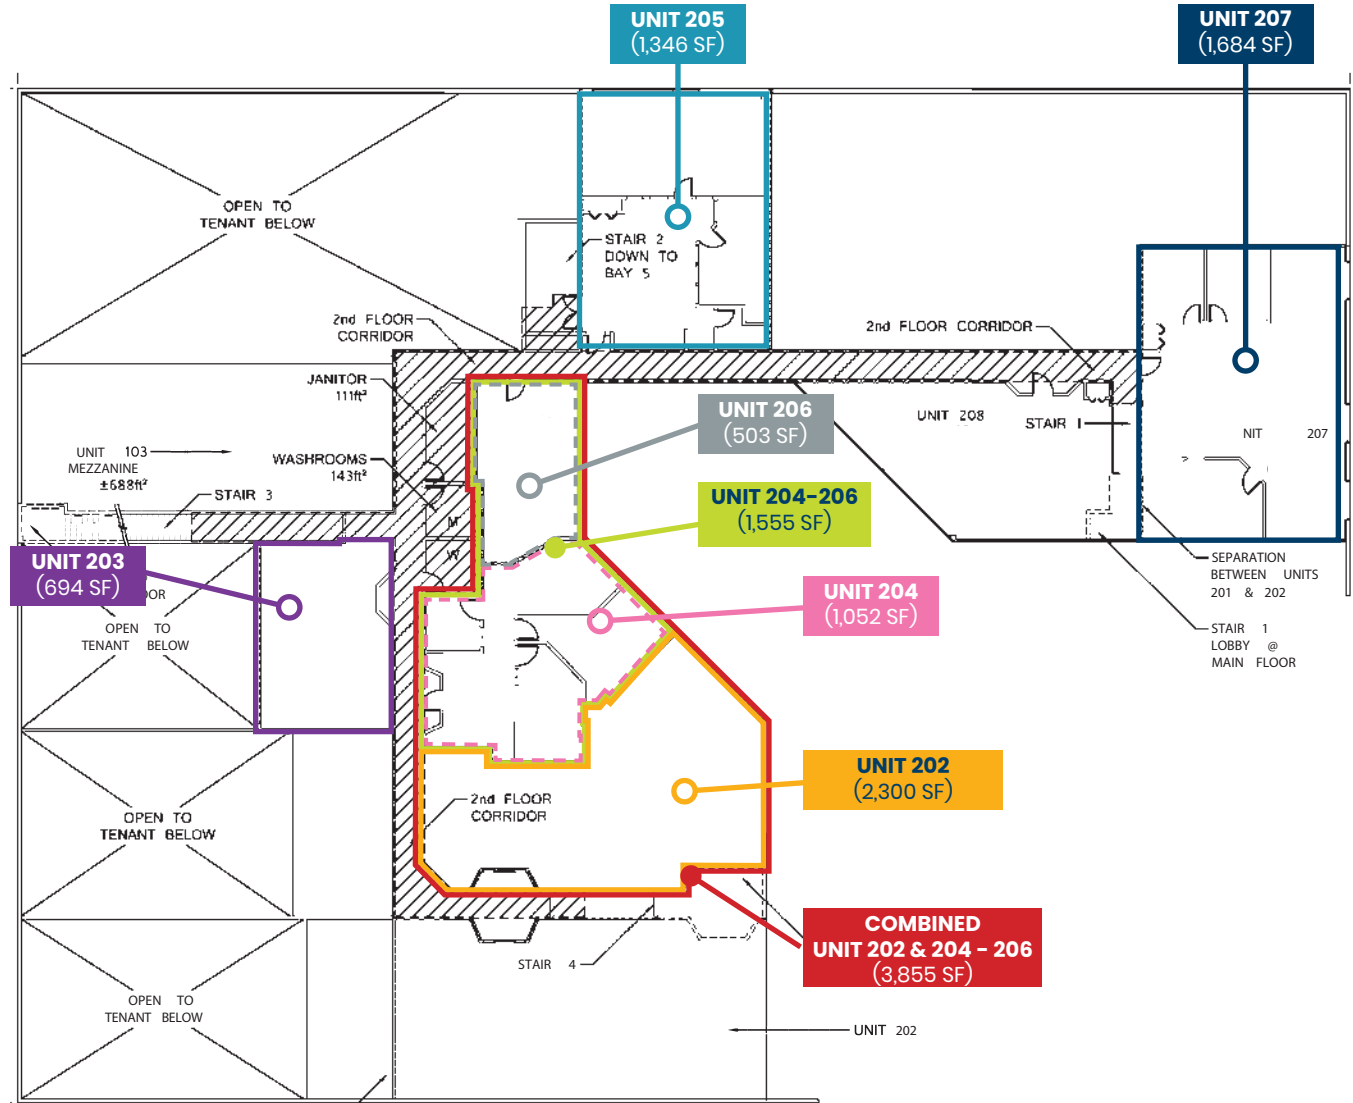 UNIT 205
(1,346 SF)
UNIT 207
(1,684 SF)
OPEN TO
TENANT BELOW
STAIR 2
DOWN TO
BAY 5
2nd FLOOR
CORRIDOR
2nd FLOOR CORRIDOR
JANITOR
111ft²
UNIT 206
(503 SF)
UNIT 208
STAIR 1
NIT 207
UNIT 103
MEZZANINE
±688ft²
WASHROOMS
143ft²
STAIR 3
UNIT 204-206
(1,555 SF)
M
W
UNIT 203
(694 SF)
OOR
OPEN TO
TENANT BELOW
SEPARATION
BETWEEN UNITS
201 & 202
UNIT 204
(1,052 SF)
STAIR 1
LOBBY @
MAIN FLOOR
UNIT 202
(2,300 SF)
2nd FLOOR
CORRIDOR
OPEN TO
TENANT BELOW
COMBINED
UNIT 202 & 204 - 206
(3,855 SF)
STAIR 4
OPEN TO
TENANT BELOW
UNIT 202